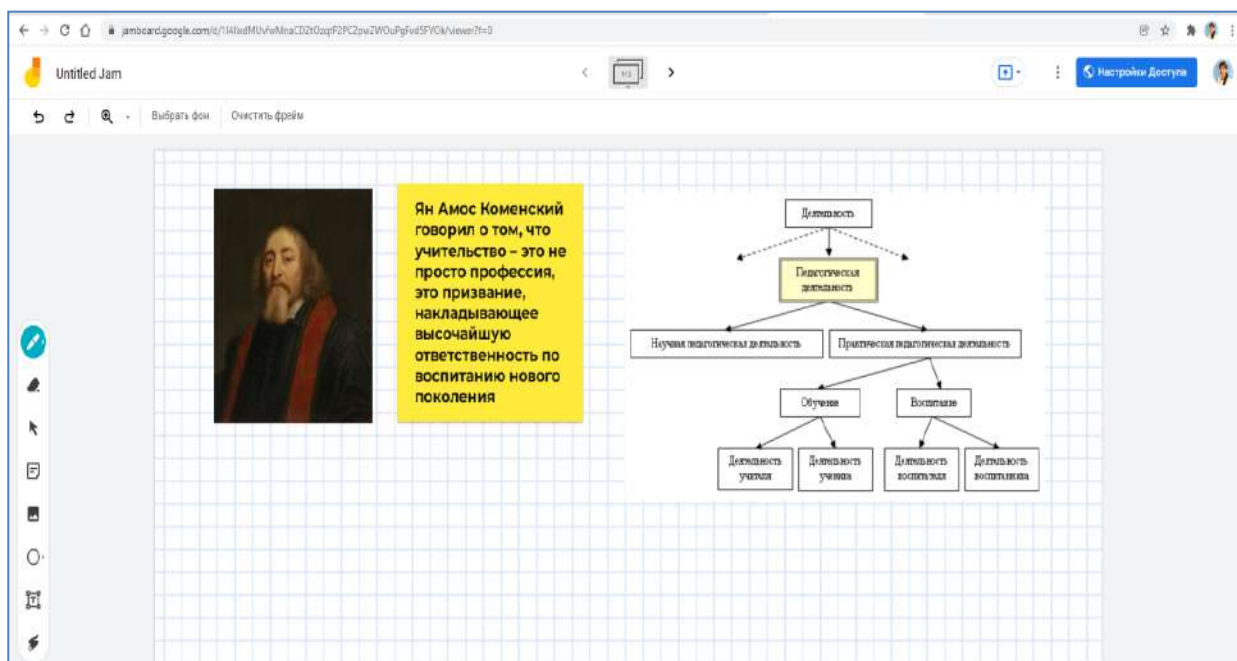 Untitled Jam
Настройки Доступа
Выбрать фон
Очистить фрейм
Ян Амос Коменский
говорил о том, что
учительство – это не
просто профессия,
это призвание,
накладывающее
высочайшую
ответственность по
воспитанию нового
поколения
Деятельность
Педагогическая
деятельность
Научная педагогическая деятельность
Практическая педагогическая деятельность
Обучение
Воспитание
Деятельность
учителя
Деятельность
ученика
Деятельность
воспитателя
Деятельность
воспитанника